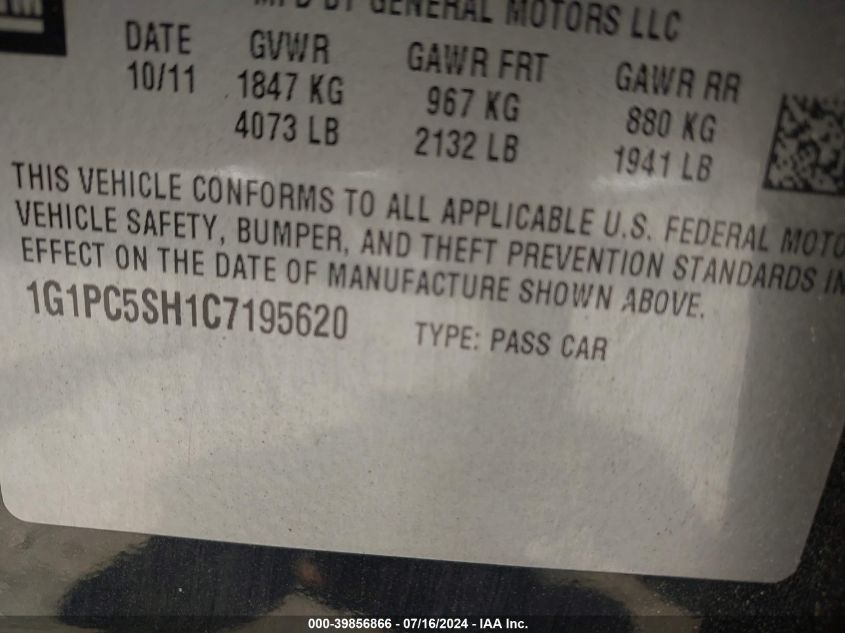 MFD BY GENERAL MOTORS LLC
DATE GVWR GAWR FRT GAWR RR
10/11 1847 KG 967 KG 880 KG
4073 LB 2132 LB 1941 LB
THIS VEHICLE CONFORMS TO ALL APPLICABLE U.S. FEDERAL MOTO
VEHICLE SAFETY, BUMPER, AND THEFT PREVENTION STANDARDS IN
EFFECT ON THE DATE OF MANUFACTURE SHOWN ABOVE.
1G1PC5SH1C7195620 TYPE: PASS CAR
000-39856866 - 07/16/2024 - IAA Inc.